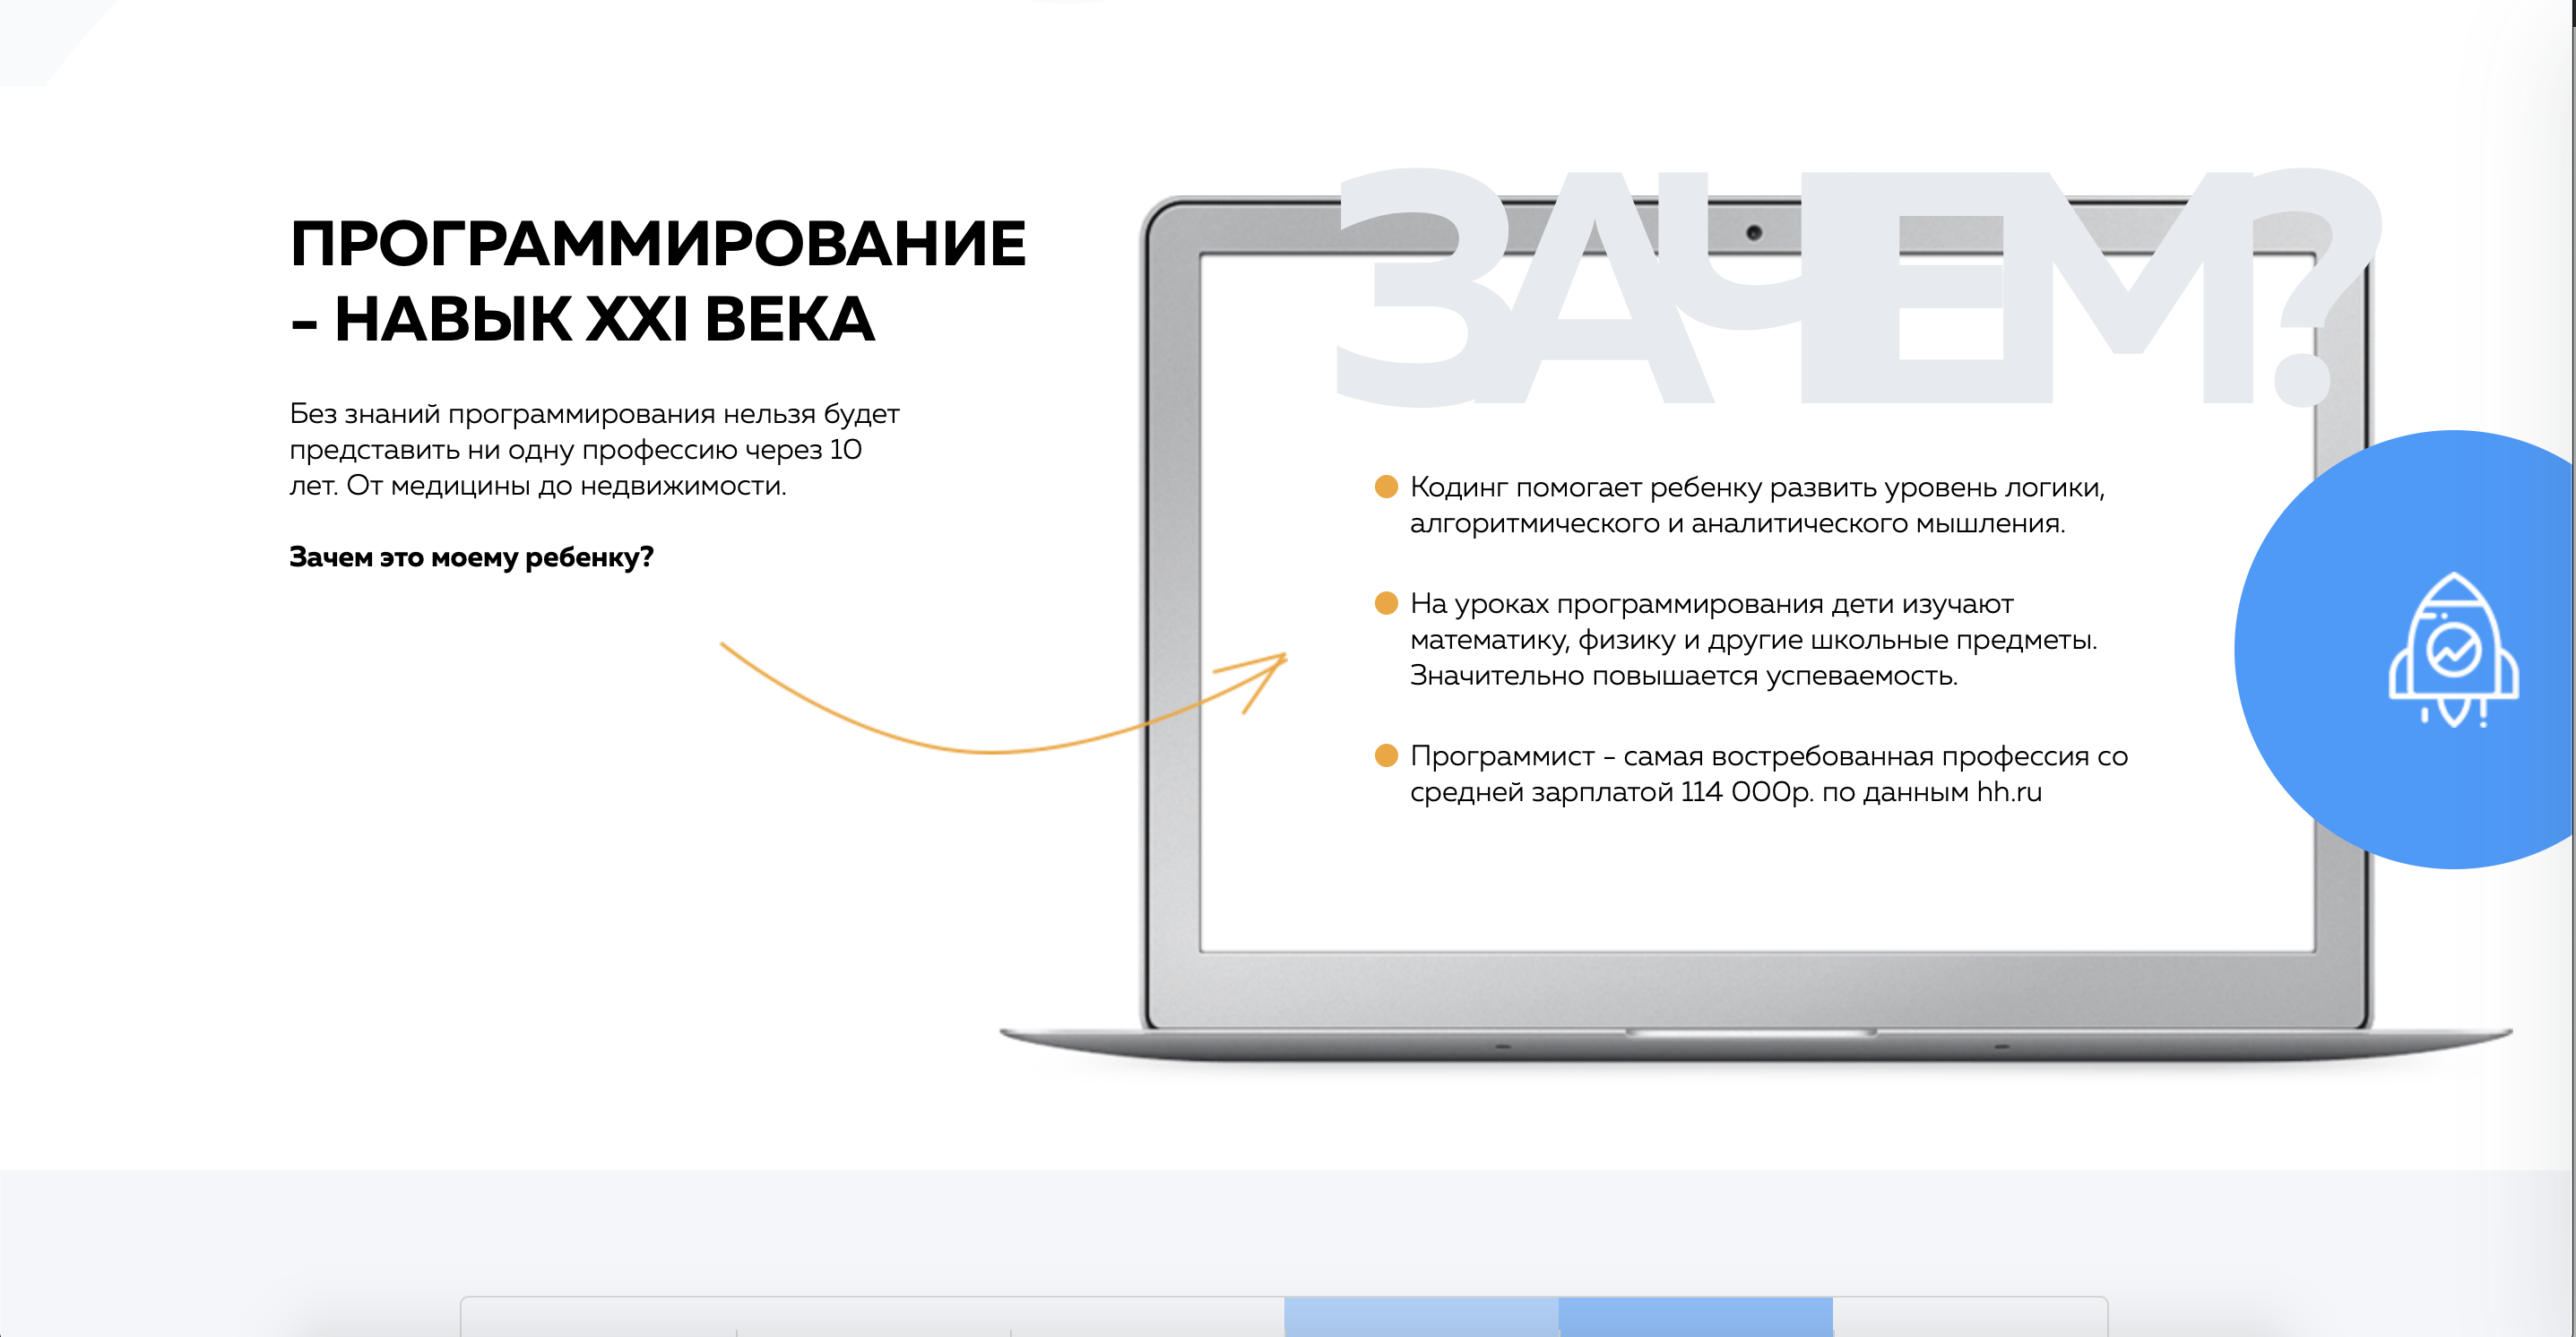 ПРОГРАММИРОВАНИЕ
- НАВЫК XXI ВЕКА
Без знаний программирования нельзя будет
представить ни одну профессию через 10
лет. От медицины до недвижимости.
Зачем это моему ребенку?
ЗАЧЕМ?
Кодинг помогает ребенку развить уровень логики,
алгоритмического и аналитического мышления.
На уроках программирования дети изучают
математику, физику и другие школьные предметы.
Значительно повышается успеваемость.
Программист - самая востребованная профессия со
средней зарплатой 114 000р. по данным hh.ru